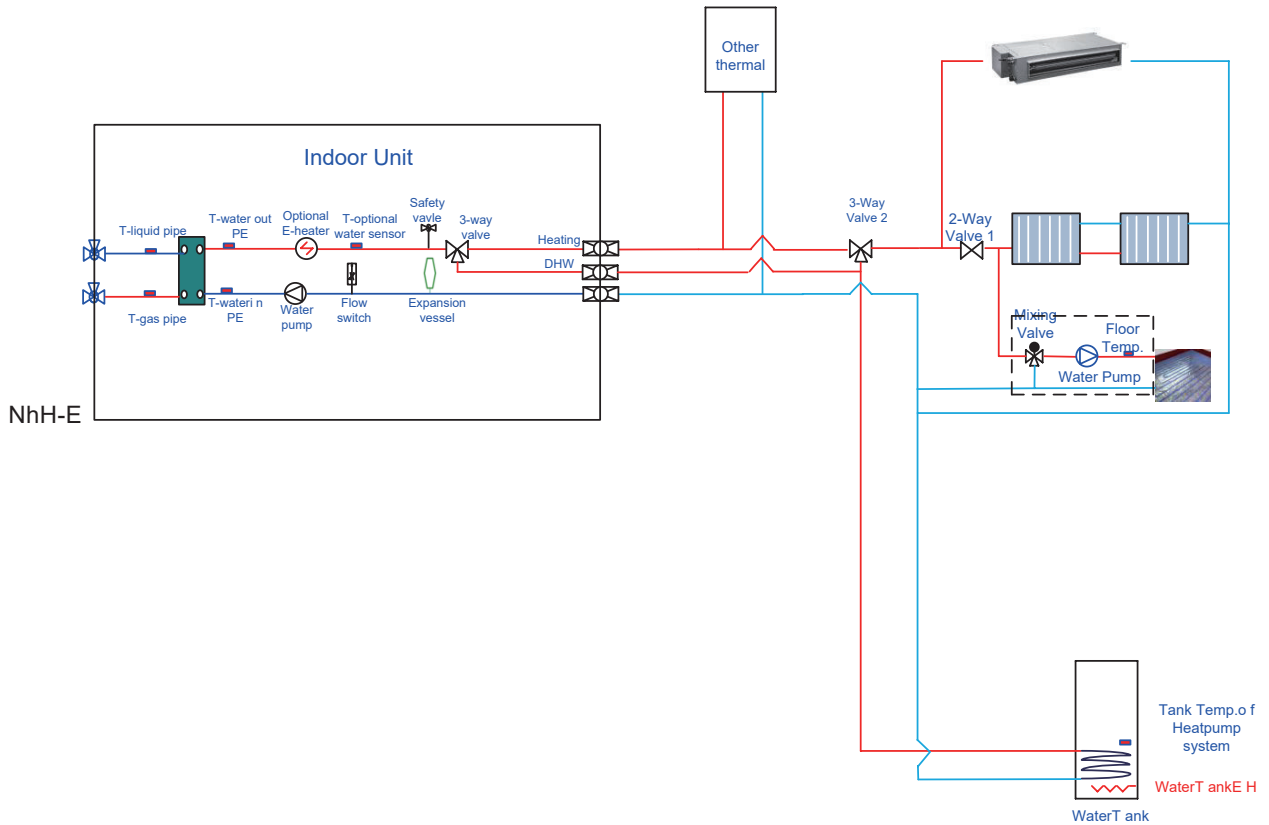 Other
thermal
Indoor Unit
T-liquid pipe
T-water out
PE
Optional
E-heater
T-optional
water sensor
Safety
vavle
3-way
valve
Heating
DHW
3-Way
Valve 2
2-Way
Valve 1
T-gas pipe
T-wateri n
PE
Water
pump
Flow
switch
Expansion
vessel
Mixing
Valve
Floor
Temp.
Water Pump
NhH-E
Tank Temp.o f
Heatpump
system
WaterT ankE H
WaterT ank